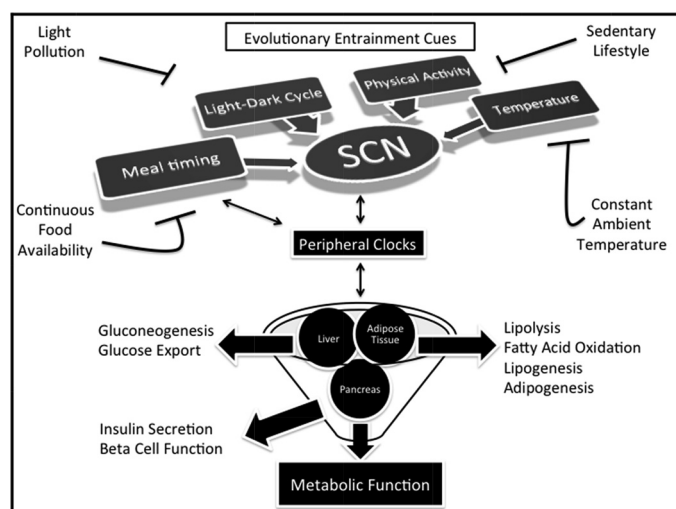 Light
Pollution
Evolutionary Entrainment Cues
Sedentary
Lifestyle
Light-Dark Cycle
Physical Activity
Temperature
Meal timing
SCN
Continuous
Food
Availability
Constant
Ambient
Temperature
Peripheral Clocks
Gluconeogenesis
Glucose Export
Liver
Adipose
Tissue
Lipolysis
Fatty Acid Oxidation
Lipogenesis
Adipogenesis
Pancreas
Insulin Secretion
Beta Cell Function
Metabolic Function